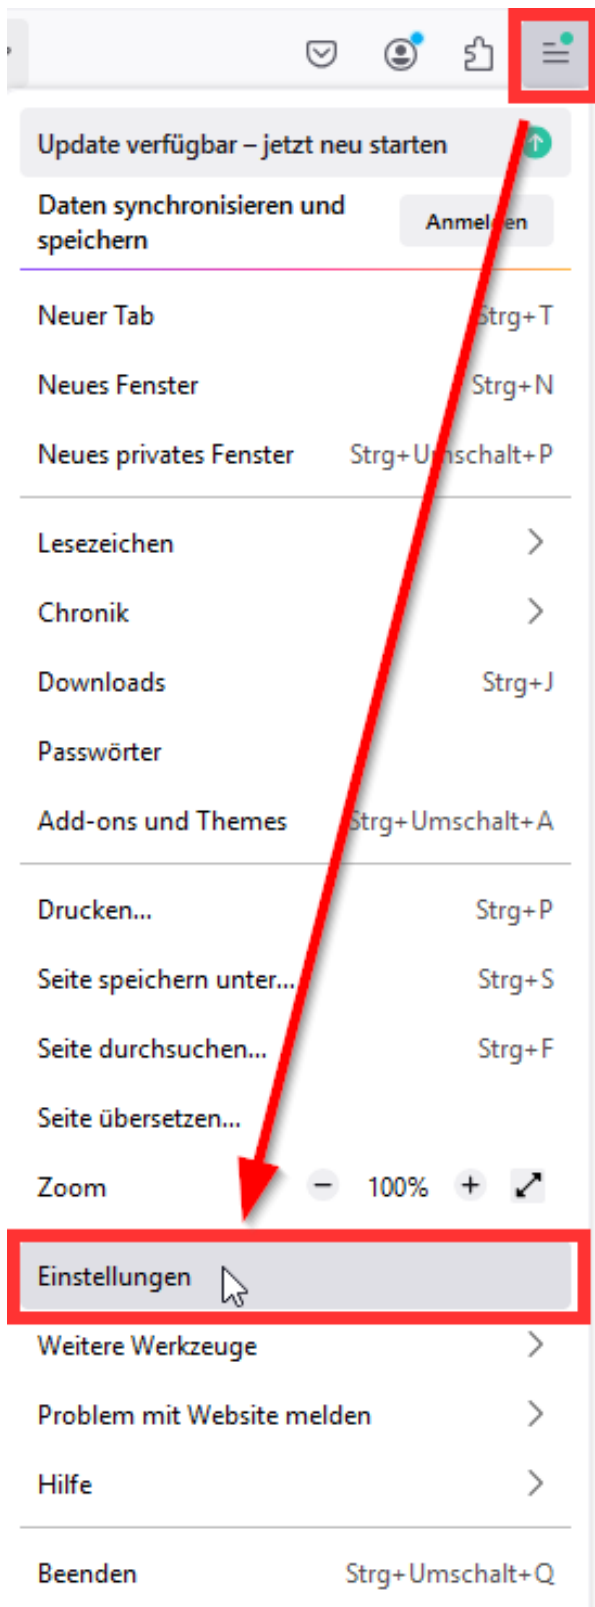 Update verfügbar – jetzt neu starten
Daten synchronisieren und
speichern
Anmelden
Neuer Tab Strg+T
Neues Fenster Strg+N
Neues privates Fenster Strg+Umschalt+P
Lesezeichen
Chronik
Downloads Strg+J
Passwörter
Add-ons und Themes Strg+Umschalt+A
Drucken... Strg+P
Seite speichern unter... Strg+S
Seite durchsuchen... Strg+F
Seite übersetzen...
Zoom − 100% +
Einstellungen
Weitere Werkzeuge
Problem mit Website melden
Hilfe
Beenden Strg+Umschalt+Q